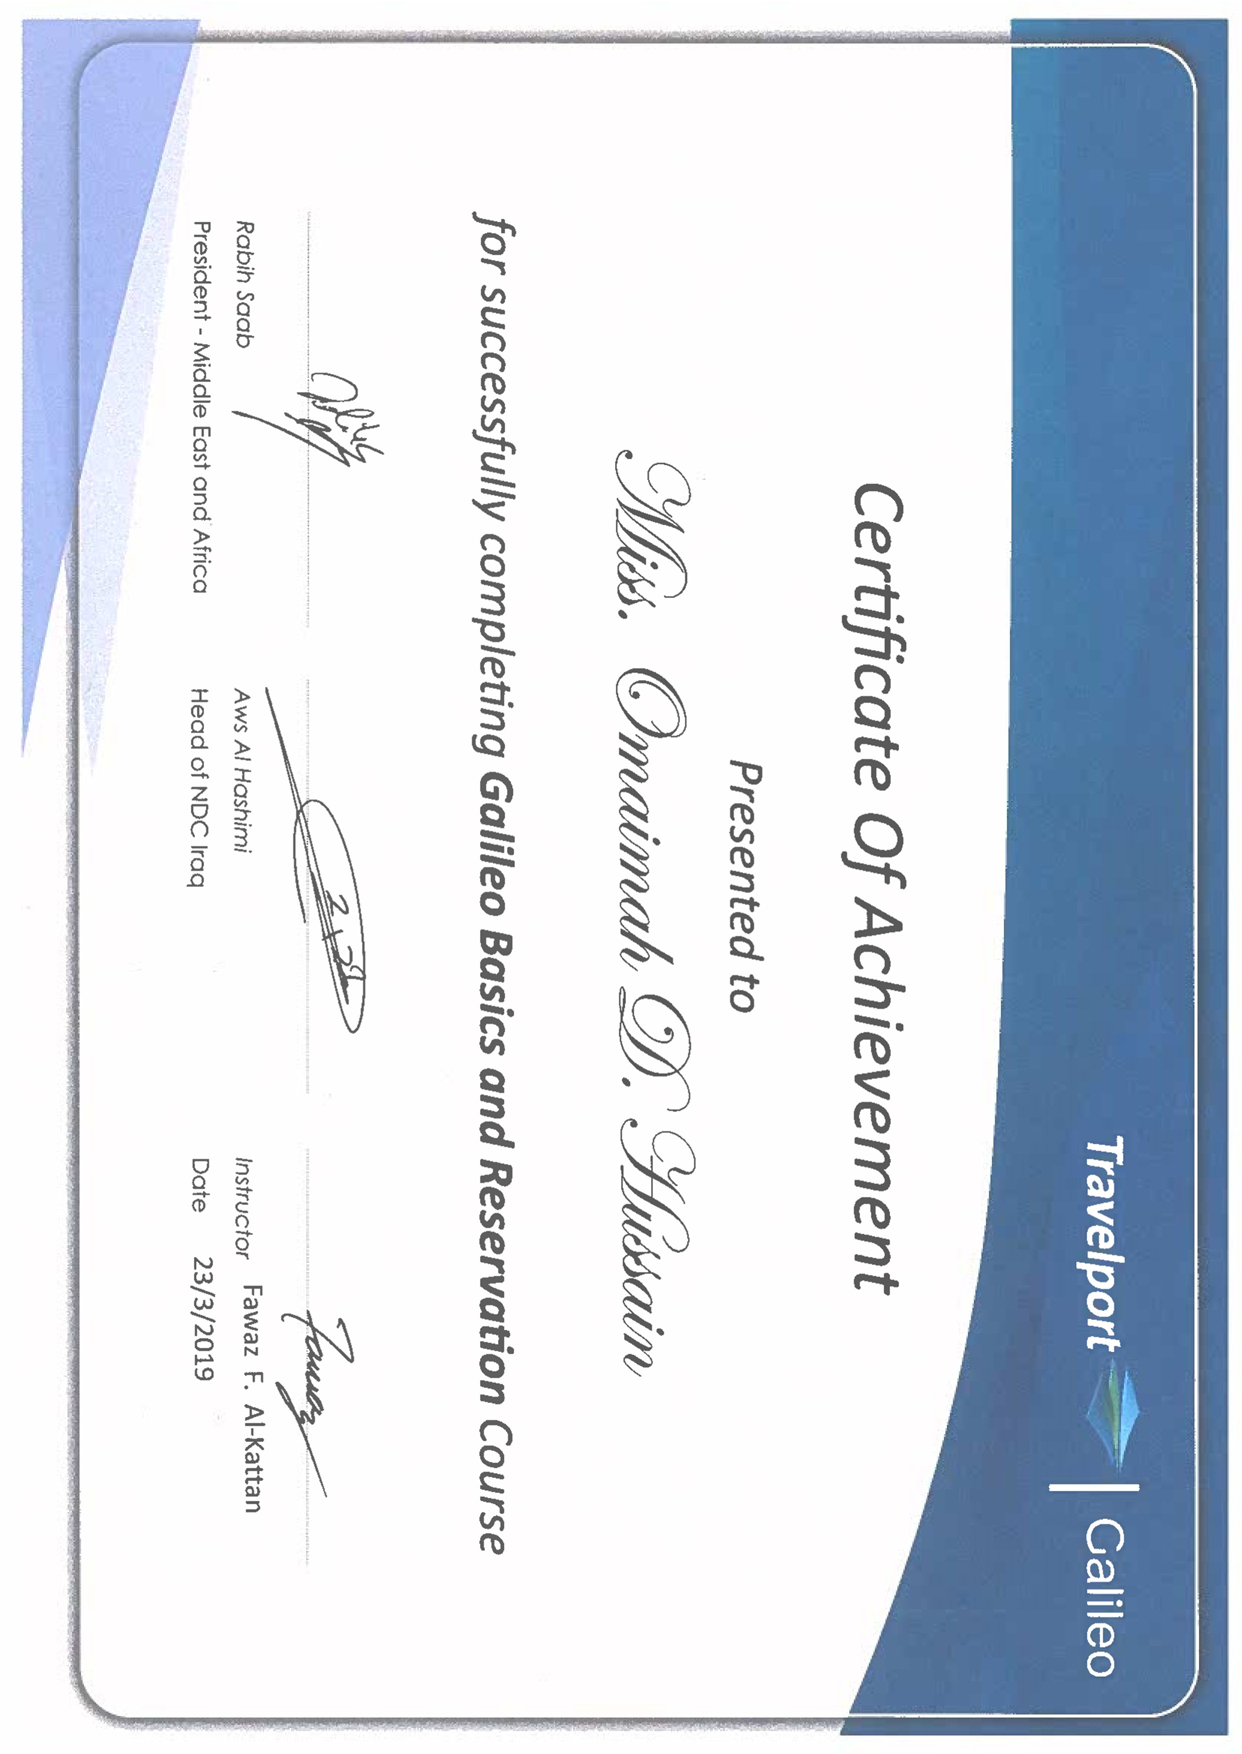 Travelport | Galileo
Certificate Of Achievement
Presented to
Miss. Omaimah D. Hussain
for successfully completing Galileo Basics and Reservation Course
Rabih Saab
President - Middle East and Africa
Aws Al Hashimi
Head of NDC Iraq
Instructor Fawaz F. Al-Kattan
Date 23/3/2019